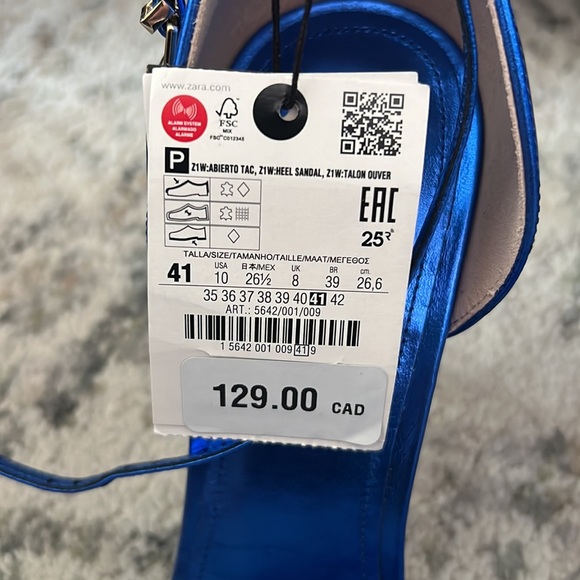 www.zara.com
ALARM SYSTEM
ALARMADO
ALARME
FSC
MIX
FSC® C012345
P Z1W:ABIERTO TAC, Z1W:HEEL SANDAL, Z1W:TALON OUVER
EAC
25
TALLA/SIZE/TAMANHO/TAILLE/MAAT/ΜΕΓΕΘΟΣ
41 USA 10 日本/MEX 26½ UK 8 BR 39 cm. 26,6
35 36 37 38 39 40 41 42
ART.: 5642/001/009
1 5642 001 009 41 9
129.00 CAD